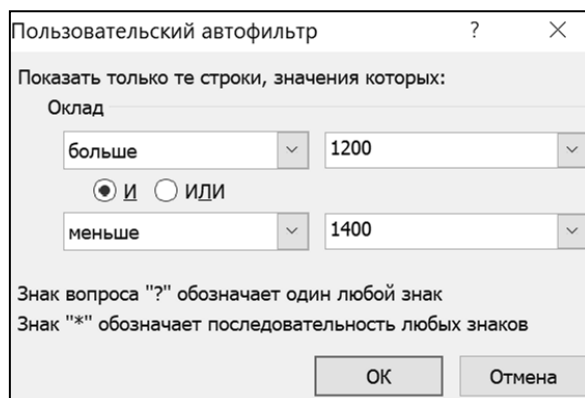 Пользовательский автофильтр ?
Показать только те строки, значения которых:
Оклад
больше 1200
И ИЛИ
меньше 1400
Знак вопроса "?" обозначает один любой знак
Знак "*" обозначает последовательность любых знаков
ОК Отмена